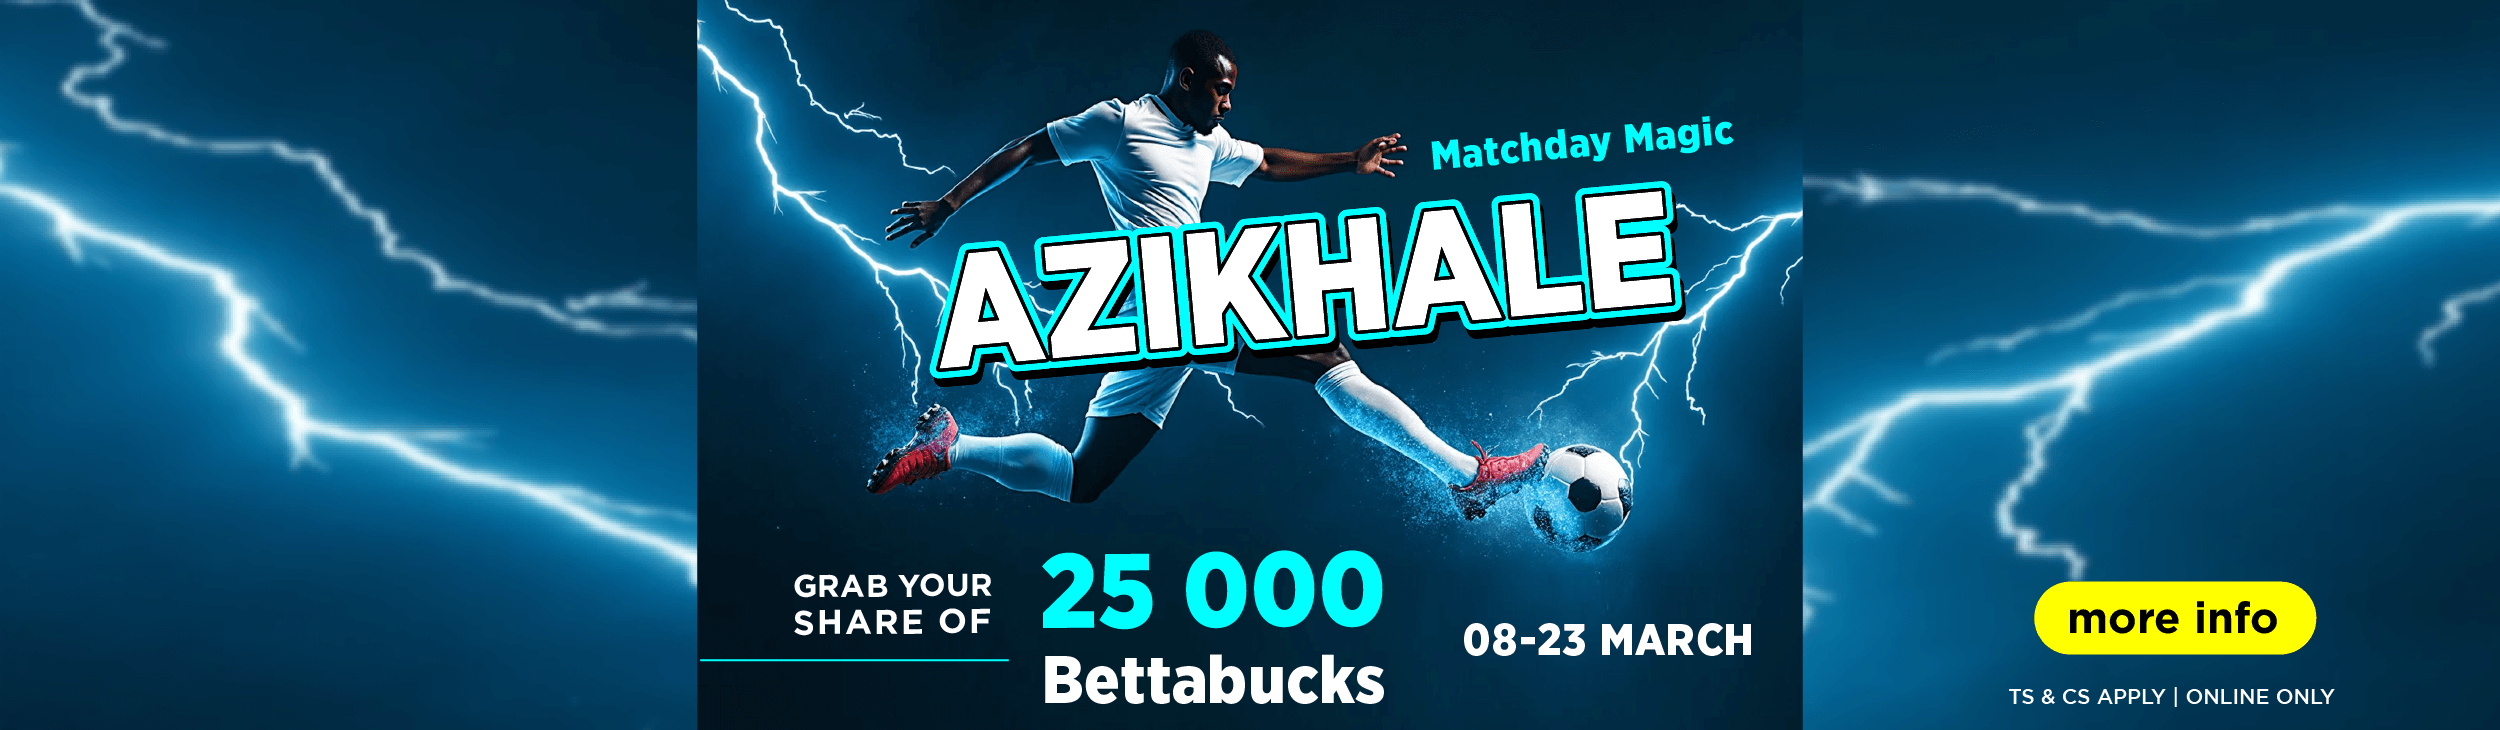 Matchday Magic
AZIKHALE
GRAB YOUR
SHARE OF
25 000
Bettabucks
08-23 MARCH
more info
TS & CS APPLY | ONLINE ONLY